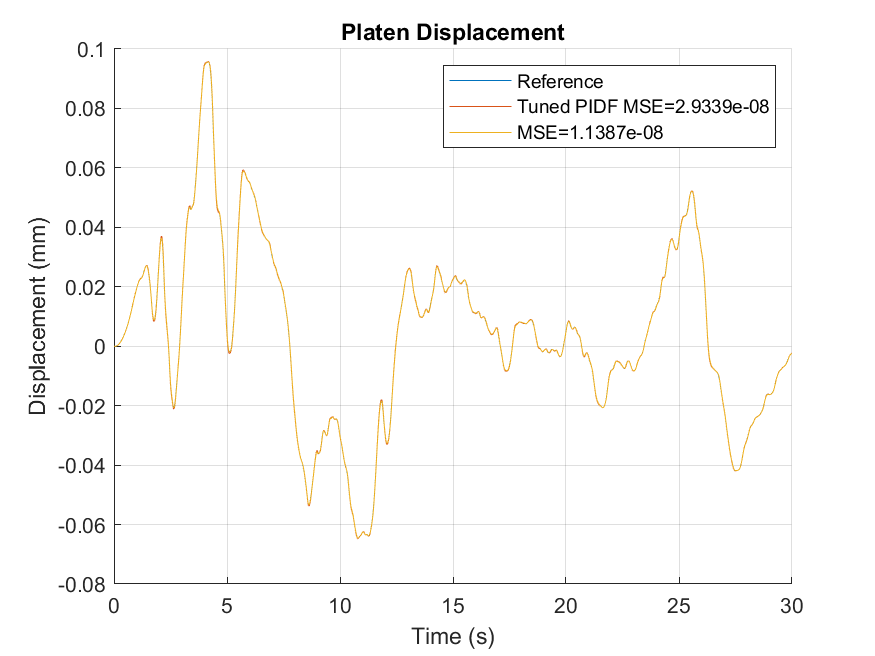 Platen Displacement
0.1
0.08
0.06
0.04
0.02
0
-0.02
-0.04
-0.06
-0.08
Displacement (mm)
Reference
Tuned PIDF MSE=2.9339e-08
MSE=1.1387e-08
0 5 10 15 20 25 30
Time (s)